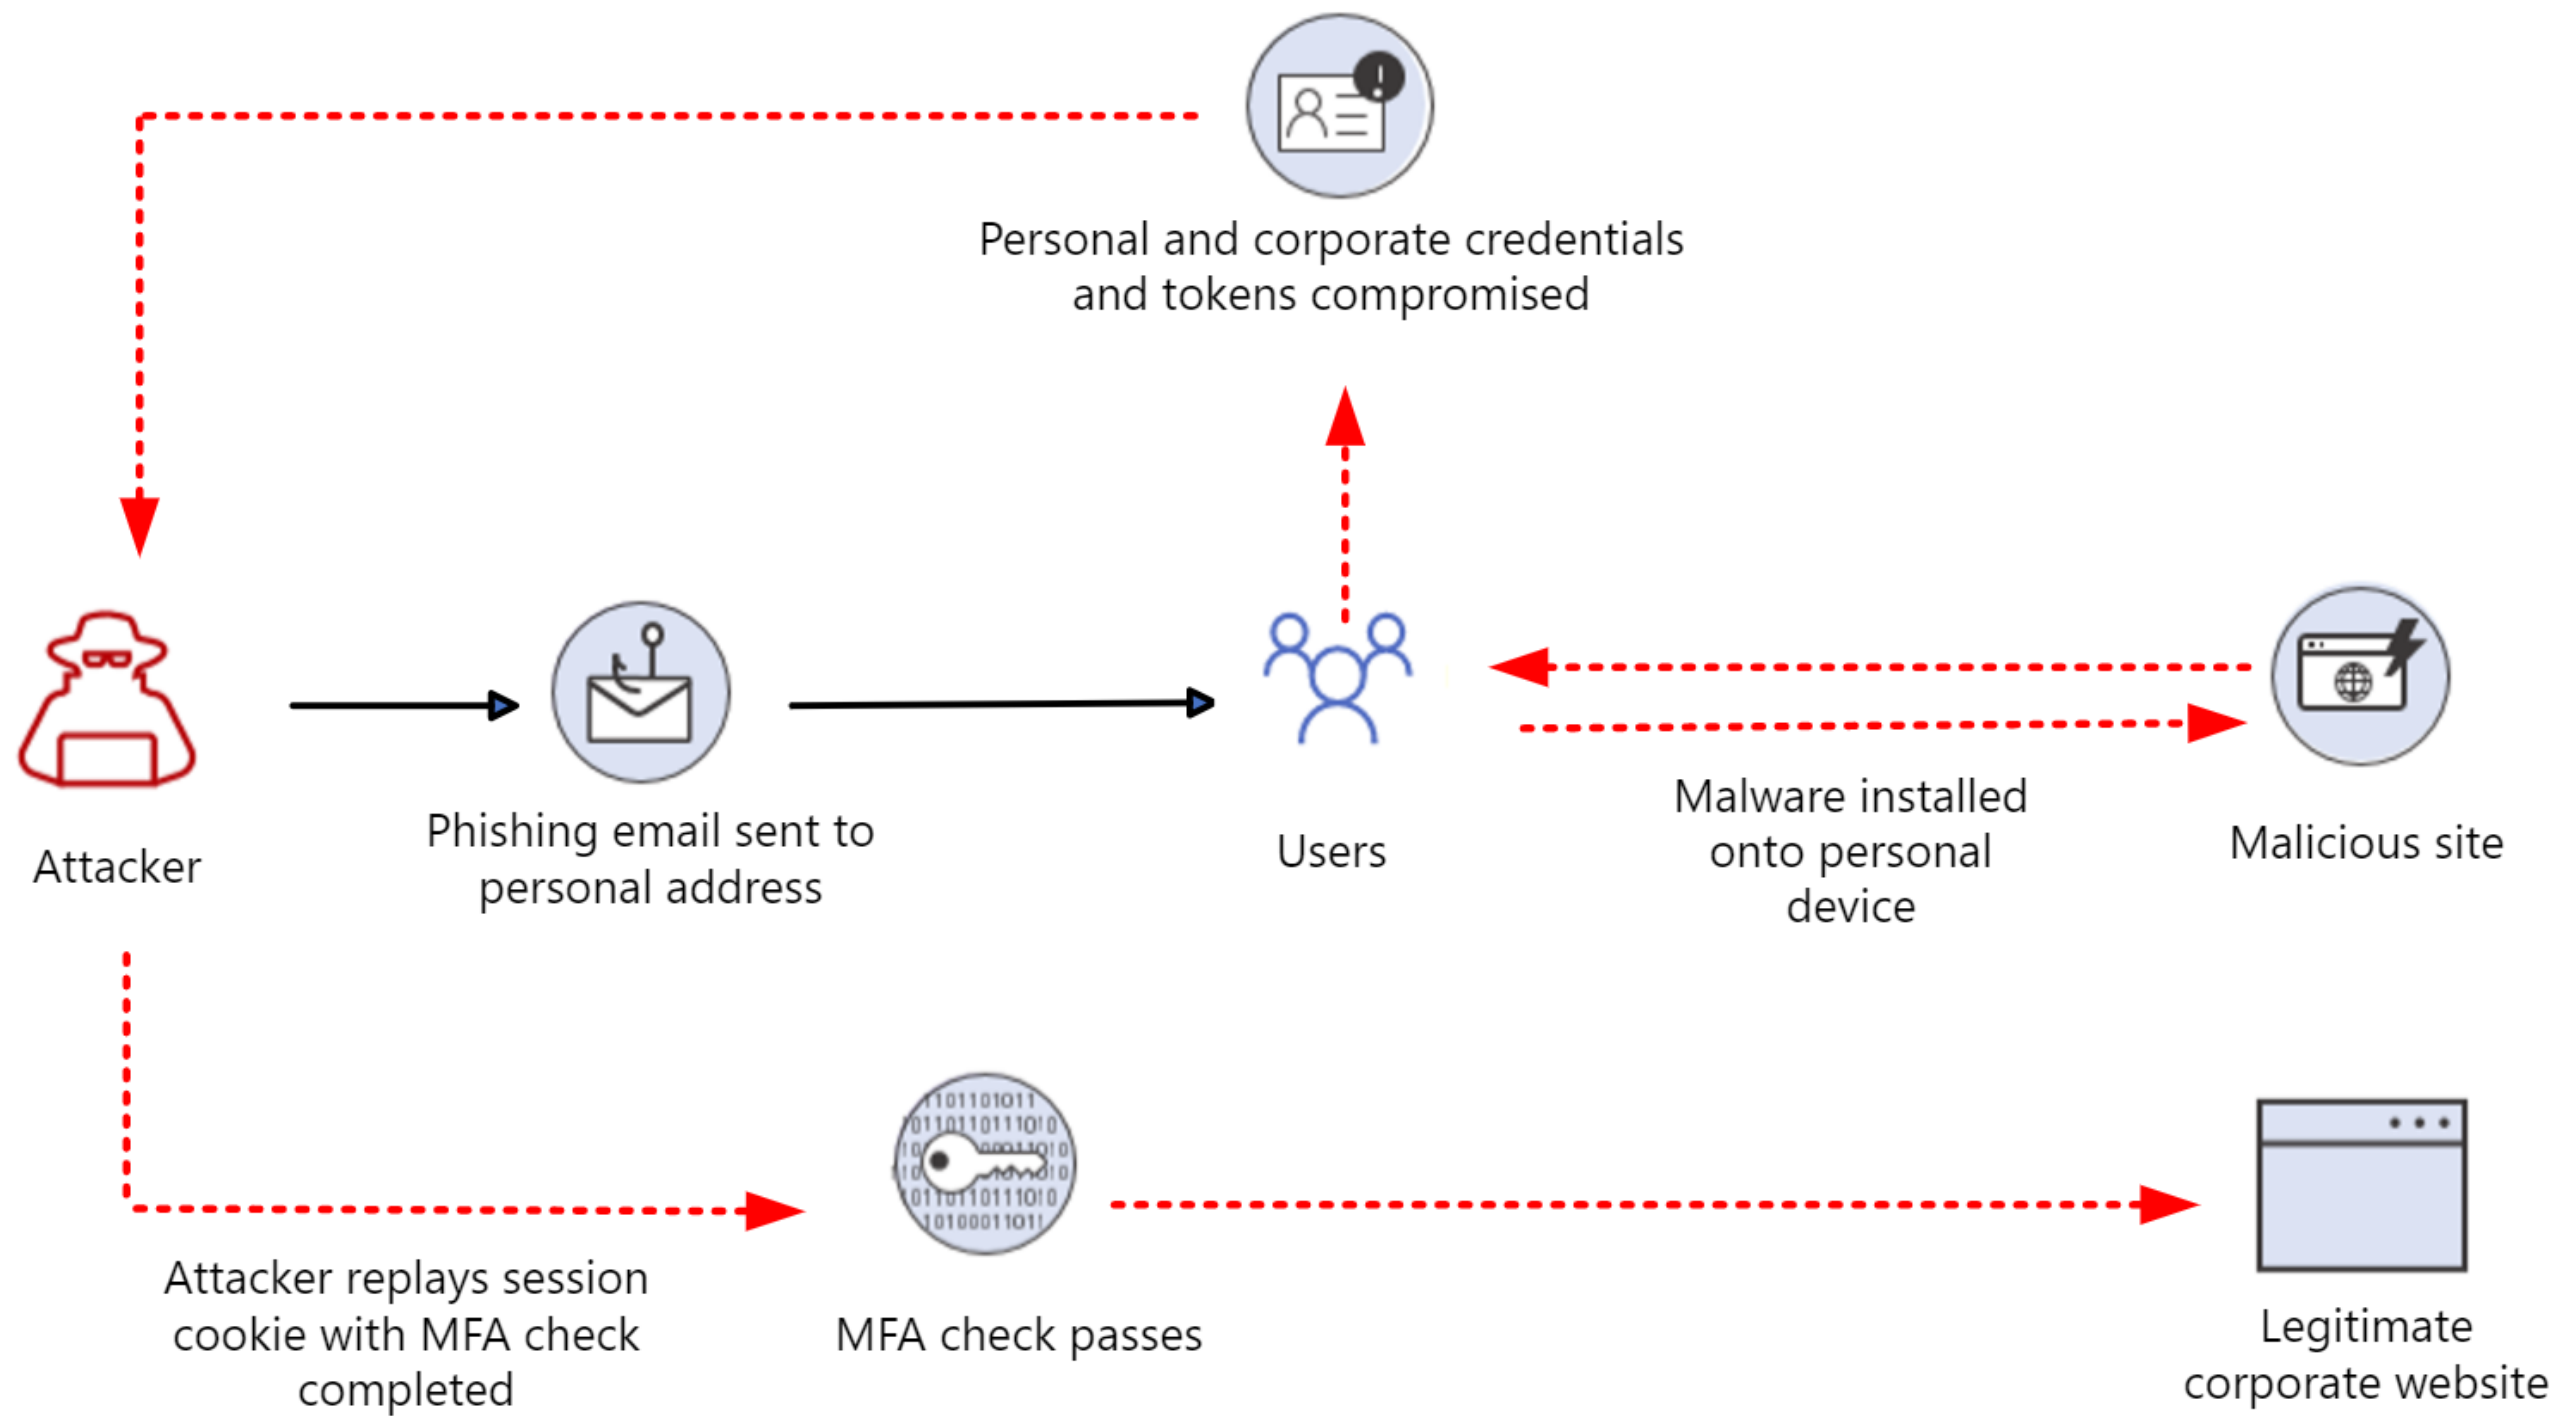 Personal and corporate credentials
and tokens compromised
Attacker
Phishing email sent to
personal address
Users
Malware installed
onto personal
device
Malicious site
Attacker replays session
cookie with MFA check
completed
MFA check passes
Legitimate
corporate website